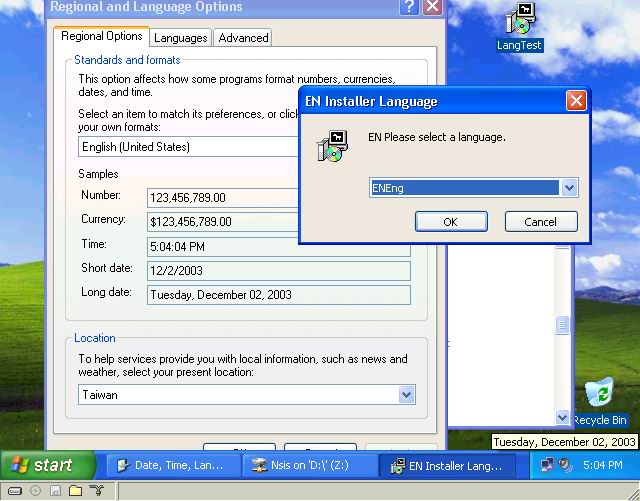 Regional and Language Options
Regional Options
Languages
Advanced
Standards and formats
This option affects how some programs format numbers, currencies,
dates, and time.
Select an item to match its preferences, or click
your own formats:
English (United States)
Samples
Number:
123,456,789.00
Currency:
$123,456,789.00
Time:
5:04:04 PM
Short date:
12/2/2003
Long date:
Tuesday, December 02, 2003
Location
To help services provide you with local information, such as news and
weather, select your present location:
Taiwan
LangTest
EN Installer Language
EN Please select a language.
ENEng
OK
Cancel
Recycle Bin
Tuesday, December 02, 2003
start
Date, Time, Lan...
Nsis on 'D:\' (Z:)
EN Installer Lang...
5:04 PM